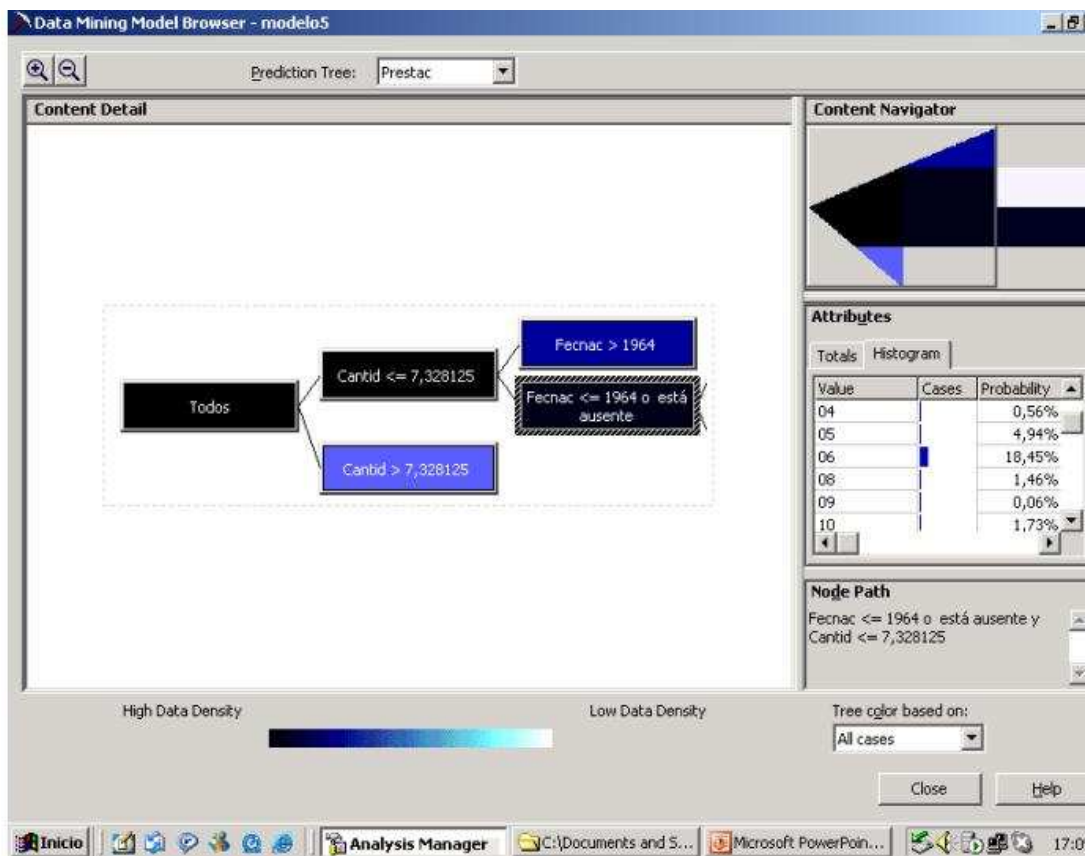 Data Mining Model Browser - modelo5
Prediction Tree: Prestac
Content Detail
Content Navigator
Todos
Cantid <= 7,328125
Cantid > 7,328125
Fecnac > 1964
Fecnac <= 1964 o está
ausente
Attributes
Totals Histogram
Value Cases Probability
04 0,56%
05 4,94%
06 18,45%
08 1,46%
09 0,06%
10 1,73%
Node Path
Fecnac <= 1964 o está ausente y
Cantid <= 7,328125
High Data Density Low Data Density
Tree color based on:
All cases
Close Help
Inicio Analysis Manager C:\Documents and S... Microsoft PowerPoin... 17:0